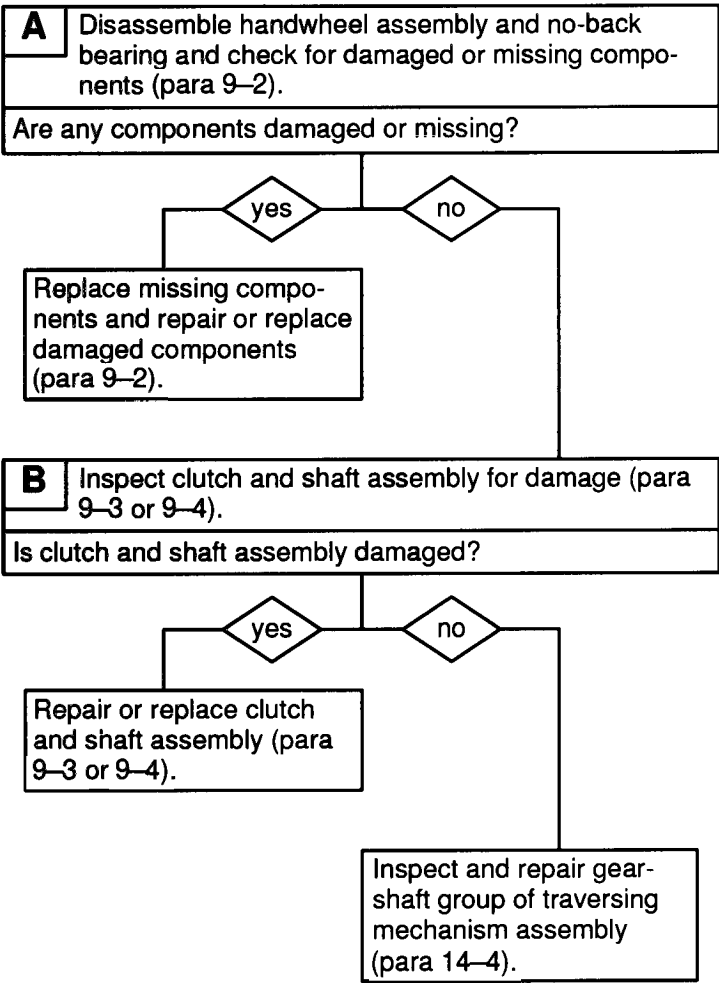 A Disassemble handwheel assembly and no-back
bearing and check for damaged or missing compo-
nents (para 9–2).
Are any components damaged or missing?
yes no
Replace missing compo-
nents and repair or replace
damaged components
(para 9–2).
B Inspect clutch and shaft assembly for damage (para
9–3 or 9–4).
Is clutch and shaft assembly damaged?
yes no
Repair or replace clutch
and shaft assembly (para
9–3 or 9–4).
Inspect and repair gear-
shaft group of traversing
mechanism assembly
(para 14–4).